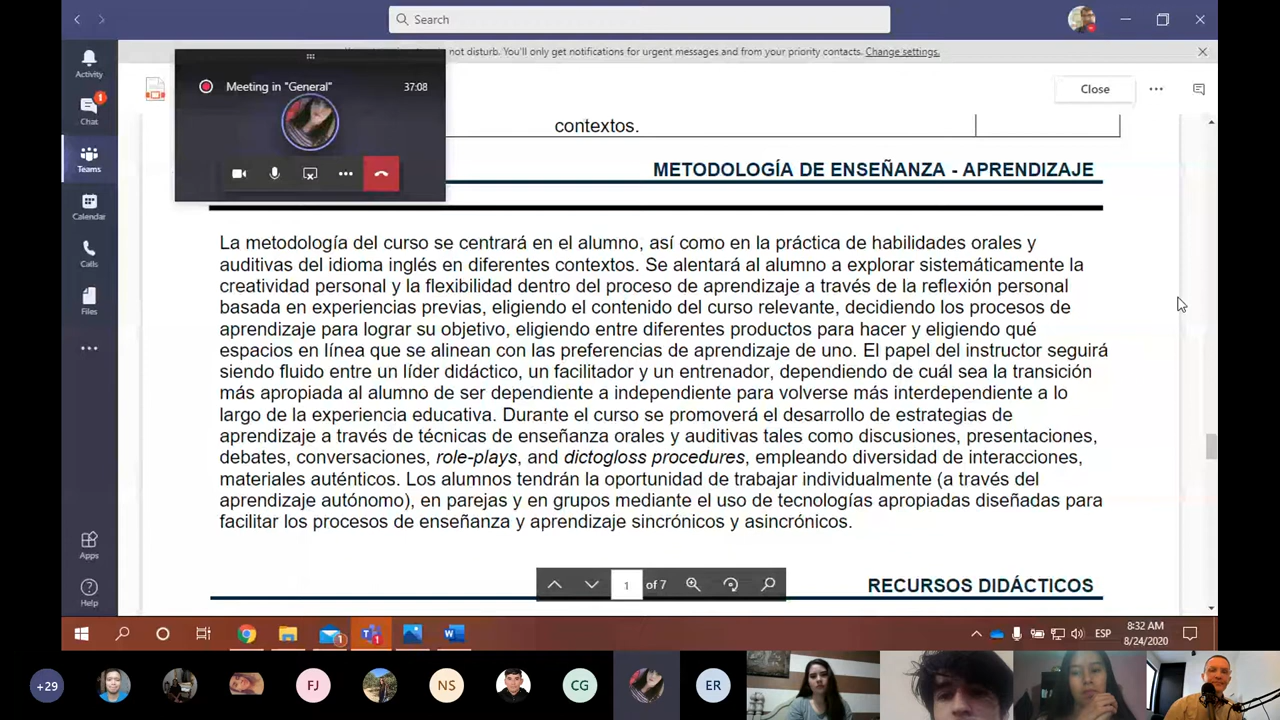 Search
not disturb. You'll only get notifications for urgent messages and from your priority contacts. Change settings.
Activity
Meeting in "General"
37:08
Close
1
Chat
contextos.
Teams
METODOLOGÍA DE ENSEÑANZA - APRENDIZAJE
Calendar
Calls
Files
La metodología del curso se centrará en el alumno, así como en la práctica de habilidades orales y
auditivas del idioma inglés en diferentes contextos. Se alentará al alumno a explorar sistemáticamente la
creatividad personal y la flexibilidad dentro del proceso de aprendizaje a través de la reflexión personal
basada en experiencias previas, eligiendo el contenido del curso relevante, decidiendo los procesos de
aprendizaje para lograr su objetivo, eligiendo entre diferentes productos para hacer y eligiendo qué
espacios en línea que se alinean con las preferencias de aprendizaje de uno. El papel del instructor seguirá
siendo fluido entre un líder didáctico, un facilitador y un entrenador, dependiendo de cuál sea la transición
más apropiada al alumno de ser dependiente a independiente para volverse más interdependiente a lo
largo de la experiencia educativa. Durante el curso se promoverá el desarrollo de estrategias de
aprendizaje a través de técnicas de enseñanza orales y auditivas tales como discusiones, presentaciones,
debates, conversaciones, role-plays, and dictogloss procedures, empleando diversidad de interacciones,
materiales auténticos. Los alumnos tendrán la oportunidad de trabajar individualmente (a través del
aprendizaje autónomo), en parejas y en grupos mediante el uso de tecnologías apropiadas diseñadas para
facilitar los procesos de enseñanza y aprendizaje sincrónicos y asincrónicos.
Apps
Help
1 of 7
RECURSOS DIDÁCTICOS
1
1
ESP
8:32 AM
8/24/2020
+29
FJ
NS
CG
ER